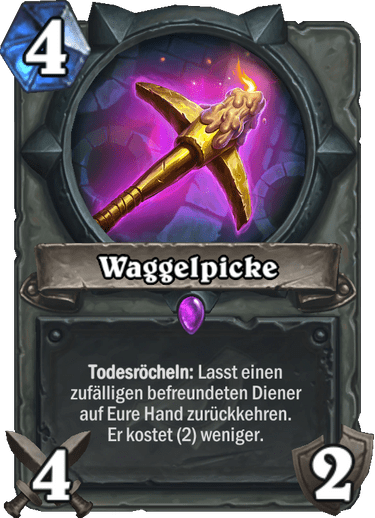 4
Waggelpicke
Todesröcheln: Lasst einen
zufälligen befreundeten Diener
auf Eure Hand zurückkehren.
Er kostet (2) weniger.
4
2